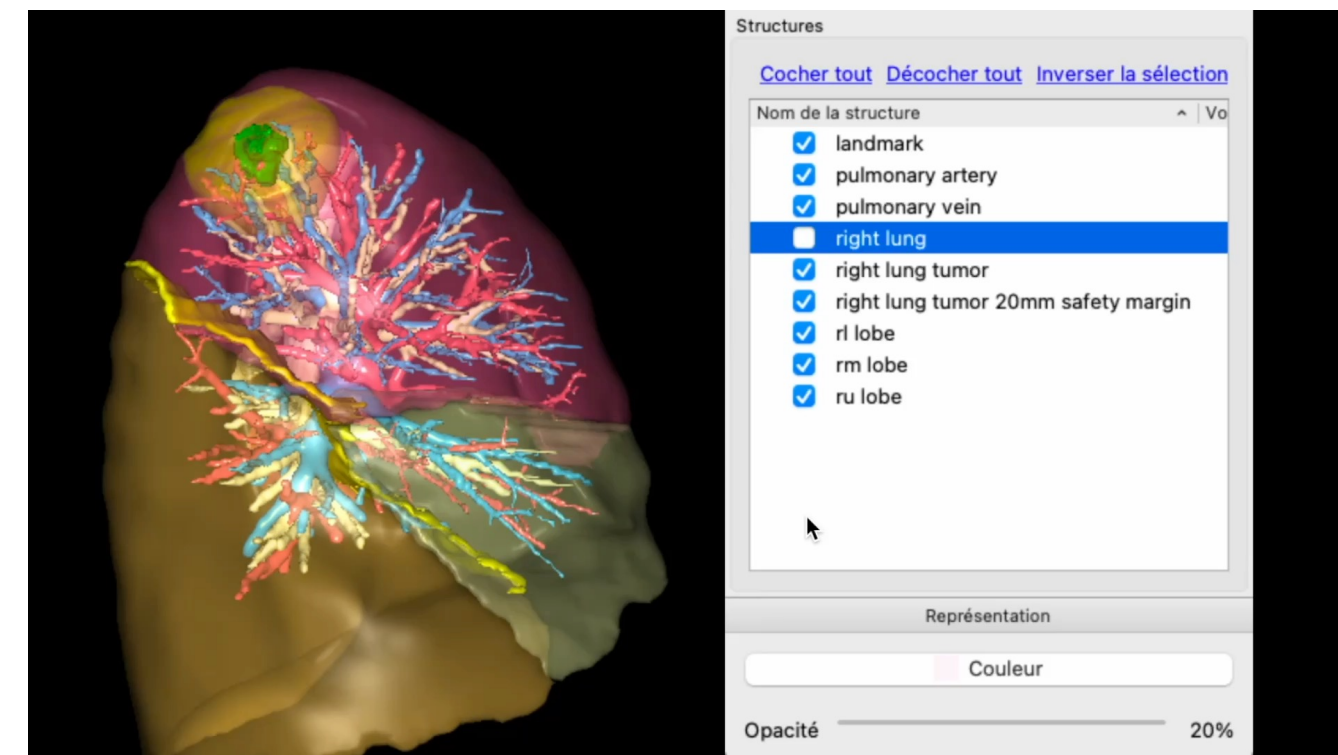 Structures
Cocher tout Décocher tout Inverser la sélection
Nom de la structure Vo
landmark
pulmonary artery
pulmonary vein
right lung
right lung tumor
right lung tumor 20mm safety margin
rl lobe
rm lobe
ru lobe
Représentation
Couleur
Opacité 20%